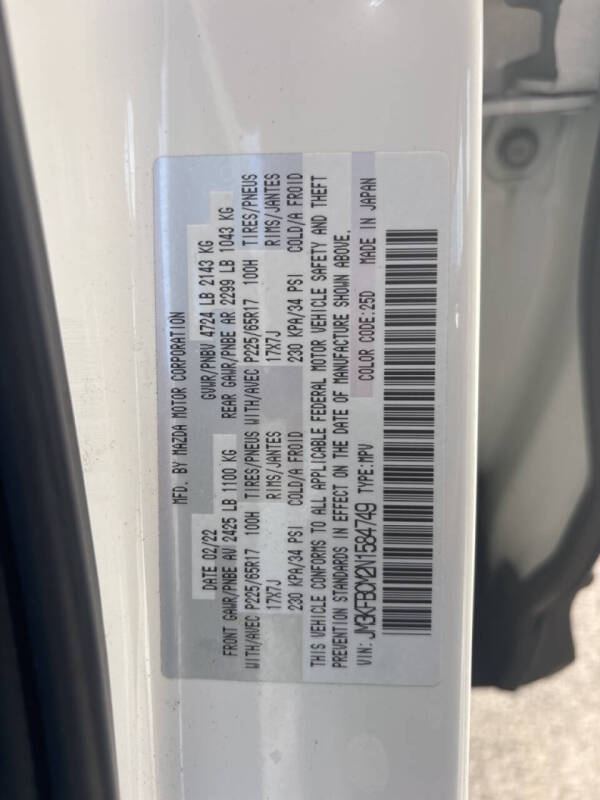 MFD. BY MAZDA MOTOR CORPORATION
DATE 02/22 GVWR/PNBV 4724 LB 2143 KG
FRONT GAWR/PNBE AV 2425 LB 1100 KG REAR GAWR/PNBE AR 2299 LB 1043 KG
WITH/AVEC P225/65R17 100H TIRES/PNEUS WITH/AVEC P225/65R17 100H TIRES/PNEUS
17X7J RIMS/JANTES 17X7J RIMS/JANTES
230 KPA/34 PSI COLD/A FROID 230 KPA/34 PSI COLD/A FROID
THIS VEHICLE CONFORMS TO ALL APPLICABLE FEDERAL MOTOR VEHICLE SAFETY AND THEFT
PREVENTION STANDARDS IN EFFECT ON THE DATE OF MANUFACTURE SHOWN ABOVE.
VIN: JM3KFBCM2N1584749 TYPE:MPV COLOR CODE:25D MADE IN JAPAN